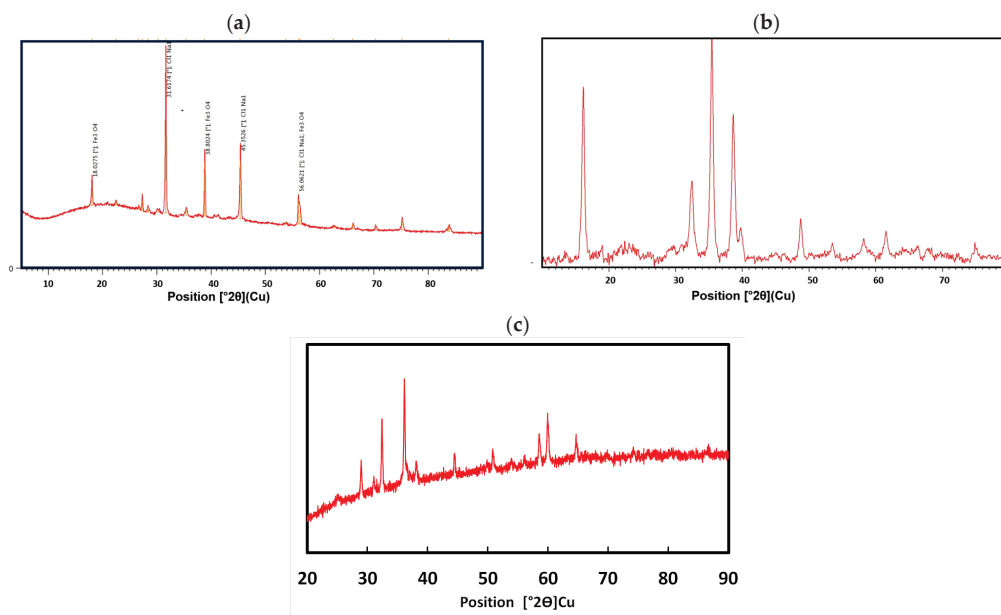 (a)
18.0275 [°]; Fe3 O4
31.6174 [°]; Cl1 Na1
38.8024 [°]; Fe3 O4
45.3526 [°]; Cl1 Na1
56.0621 [°]; Cl1 Na1; Fe3 O4
0
10 20 30 40 50 60 70 80
Position [°2θ](Cu)
(b)
30 40 50 60 70
Position [°2θ](Cu)
(c)
20 30 40 50 60 70 80 90
Position [°2Θ]Cu